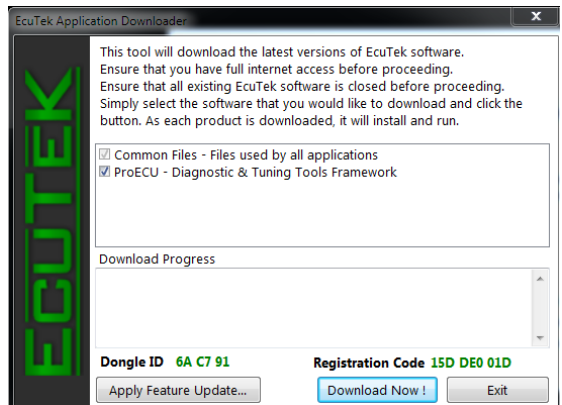 EcuTek Application Downloader
x
ECUTEK
This tool will download the latest versions of EcuTek software.
Ensure that you have full internet access before proceeding.
Ensure that all existing EcuTek software is closed before proceeding.
Simply select the software that you would like to download and click the
button. As each product is downloaded, it will install and run.
Common Files - Files used by all applications
ProECU - Diagnostic & Tuning Tools Framework
Download Progress
Dongle ID 6A C7 91 Registration Code 15D DE0 01D
Apply Feature Update... Download Now ! Exit